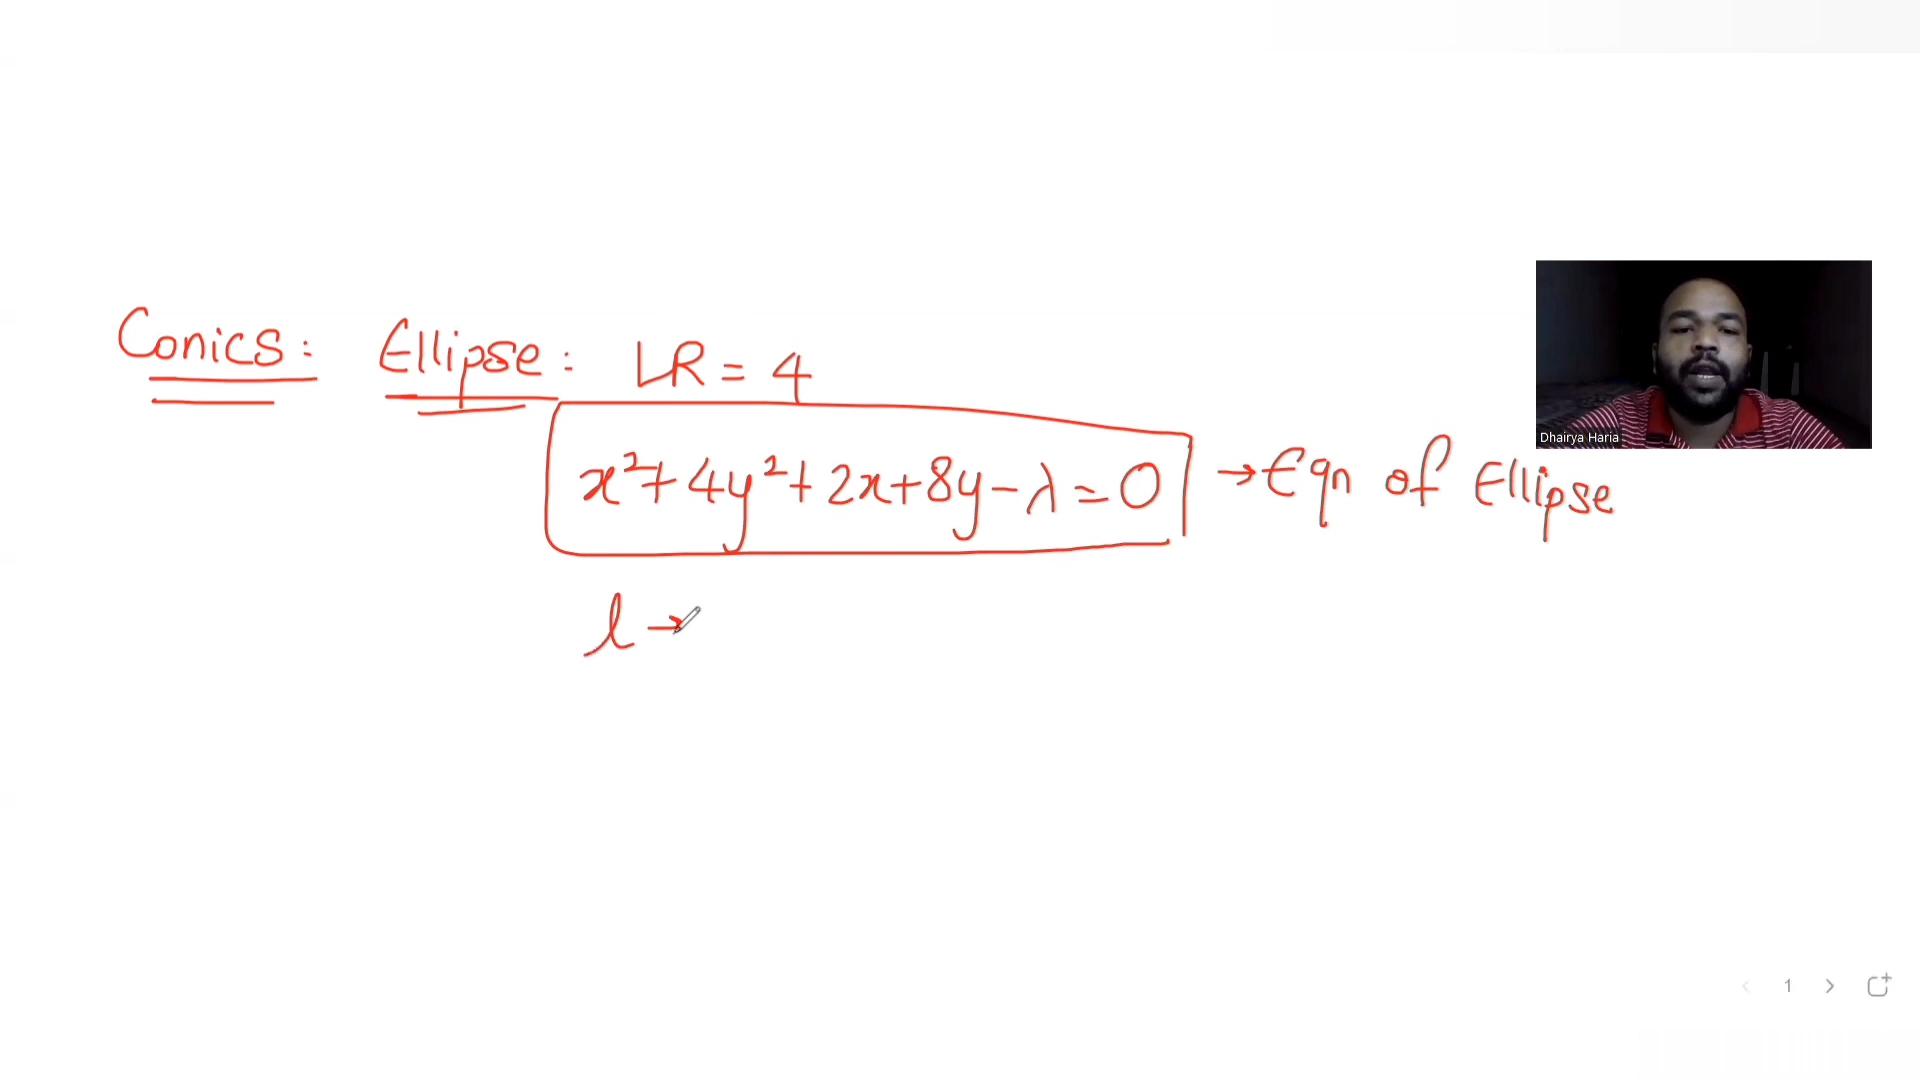 Conics: Ellipse: LR = 4
x²+4y²+2x+8y-λ=0 → Eqn of Ellipse
l →
Dhairya Haria
1